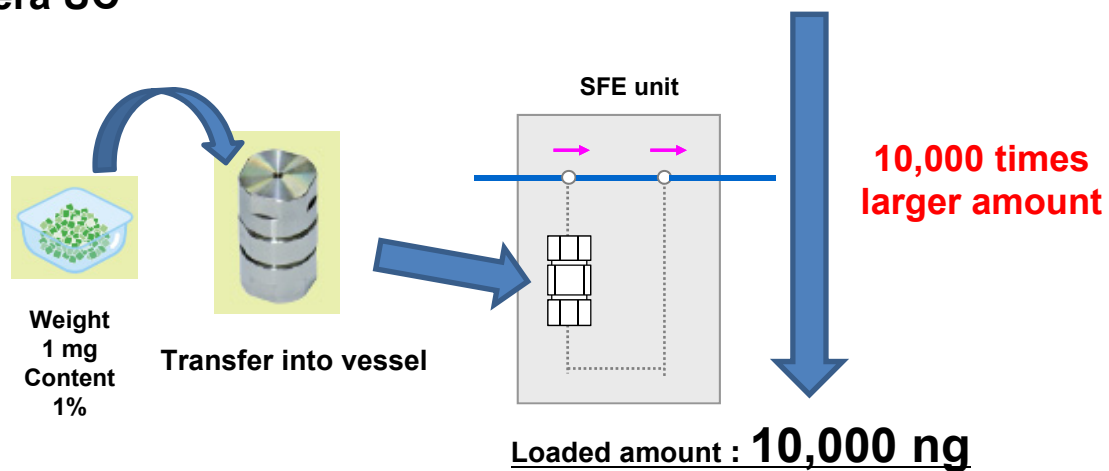 SFE unit
10,000 times
larger amount
Weight
1 mg
Content
1%
Transfer into vessel
Loaded amount : 10,000 ng